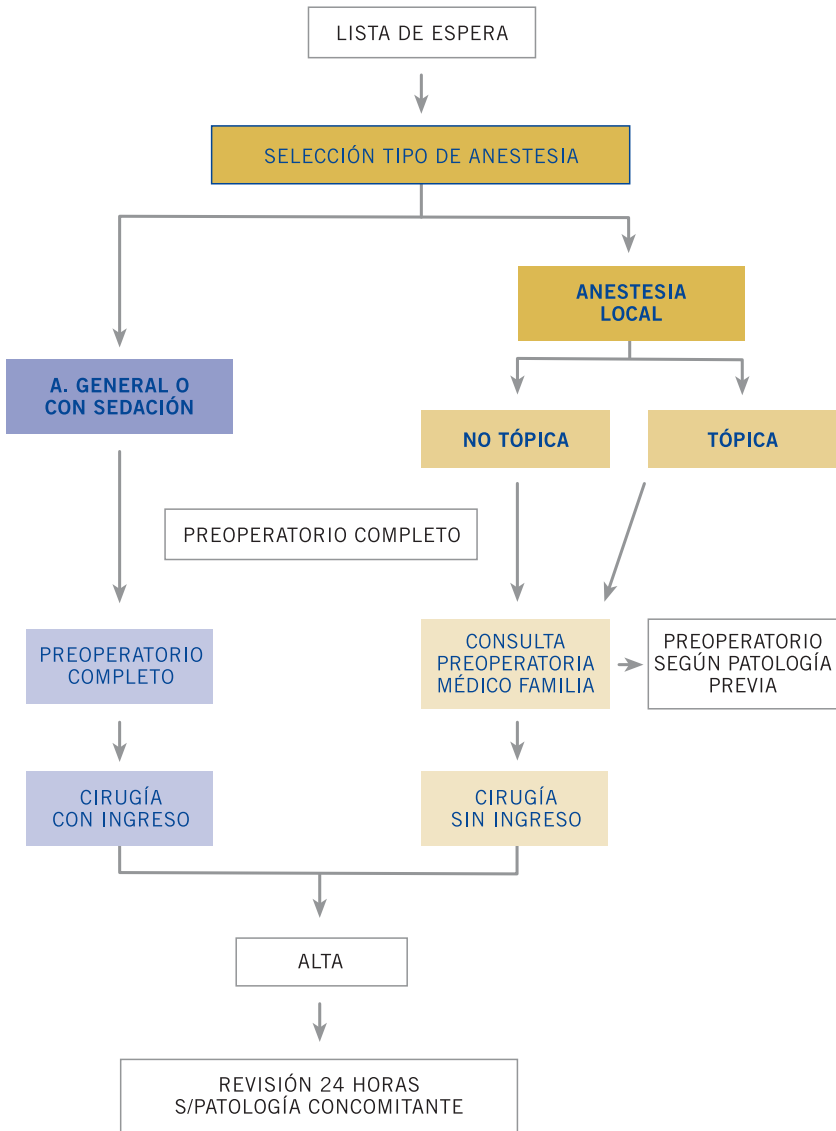 LISTA DE ESPERA
SELECCIÓN TIPO DE ANESTESIA
ANESTESIA
LOCAL
A. GENERAL O
CON SEDACIÓN
NO TÓPICA
TÓPICA
PREOPERATORIO COMPLETO
PREOPERATORIO
COMPLETO
CONSULTA
PREOPERATORIA
MÉDICO FAMILIA
PREOPERATORIO
SEGÚN PATOLOGÍA
PREVIA
CIRUGÍA
CON INGRESO
CIRUGÍA
SIN INGRESO
ALTA
REVISIÓN 24 HORAS
S/PATOLOGÍA CONCOMITANTE